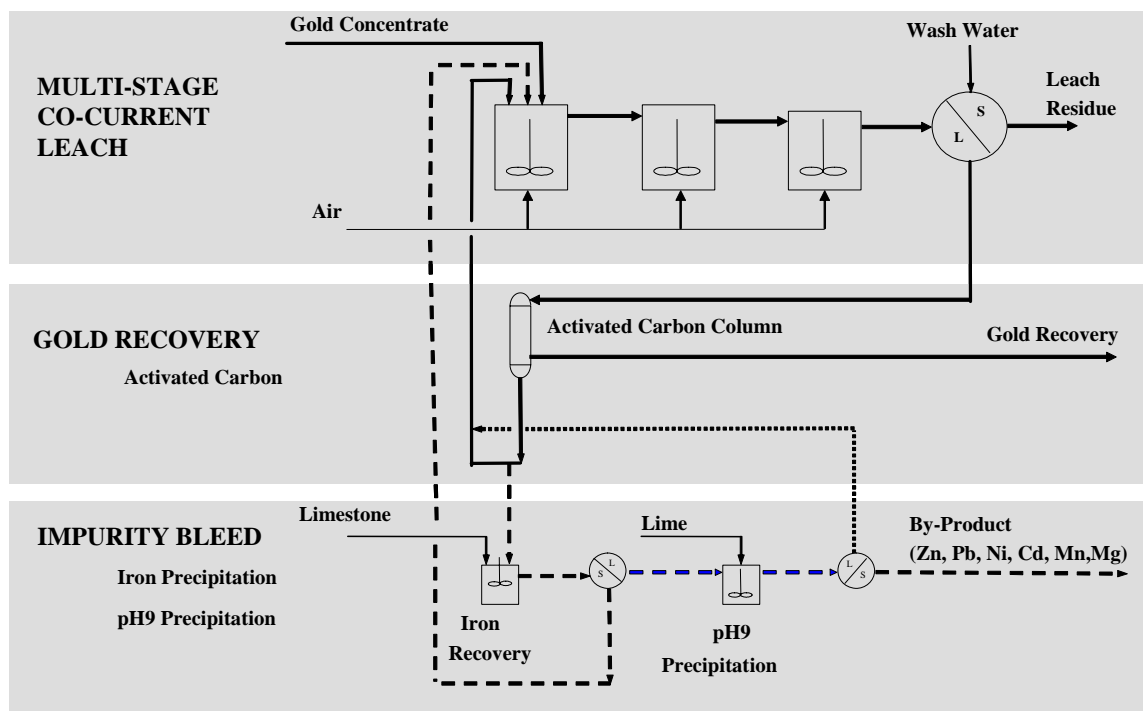 Gold Concentrate
Wash Water
MULTI-STAGE
CO-CURRENT
LEACH
Leach
Residue
S
L
Air
GOLD RECOVERY
Activated Carbon
Activated Carbon Column
Gold Recovery
IMPURITY BLEED
Iron Precipitation
pH9 Precipitation
Limestone
Lime
By-Product
(Zn, Pb, Ni, Cd, Mn,Mg)
L
S
L
S
Iron
Recovery
pH9
Precipitation